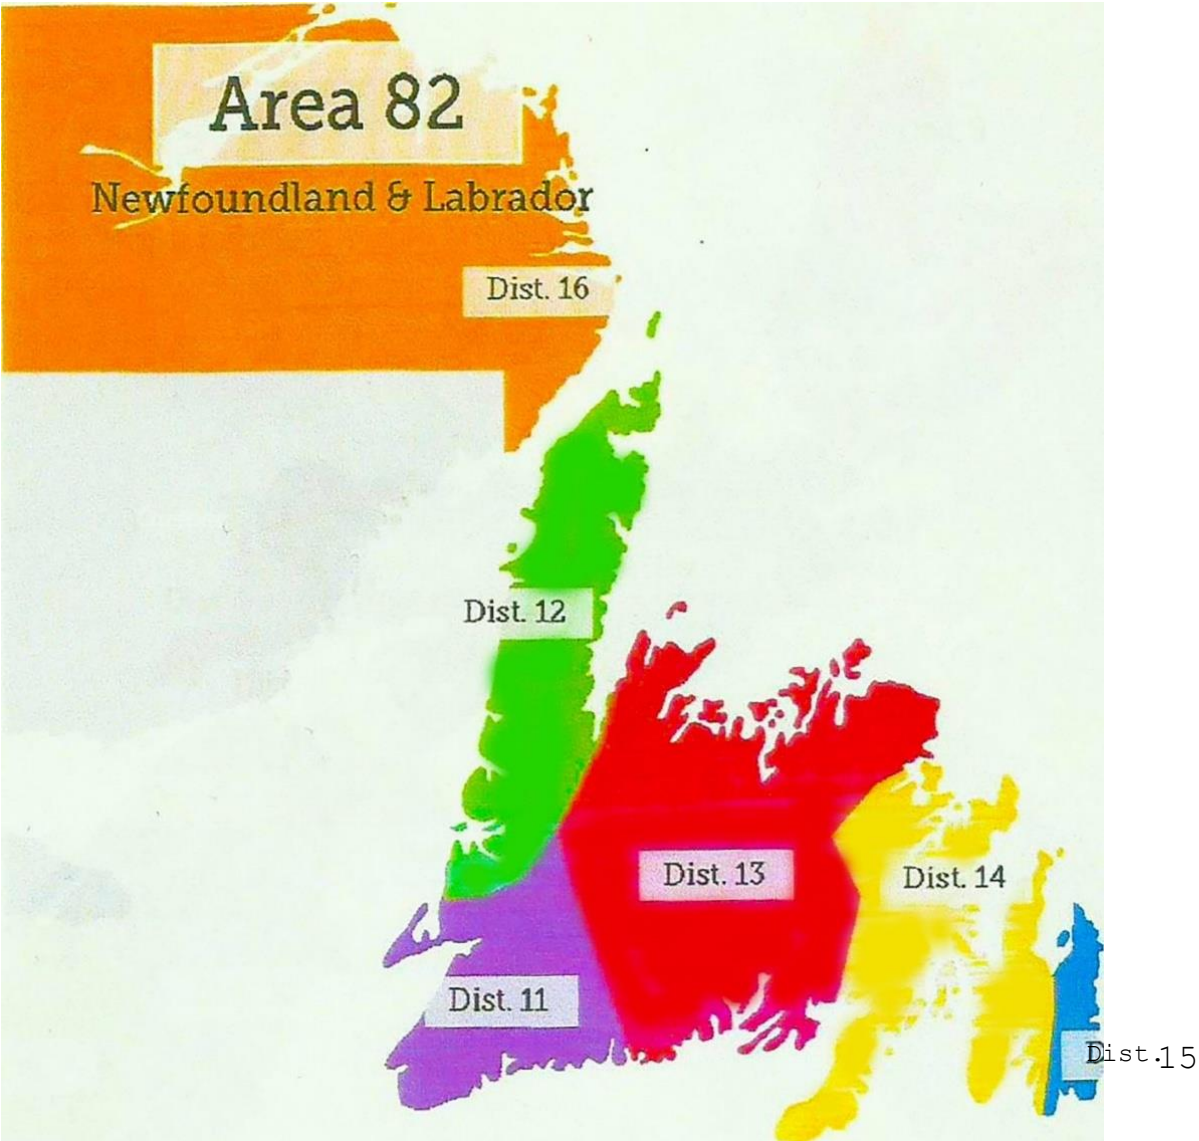 Area 82
Newfoundland & Labrador
Dist. 16
Dist. 12
Dist. 13
Dist. 14
Dist. 11
Dist.15